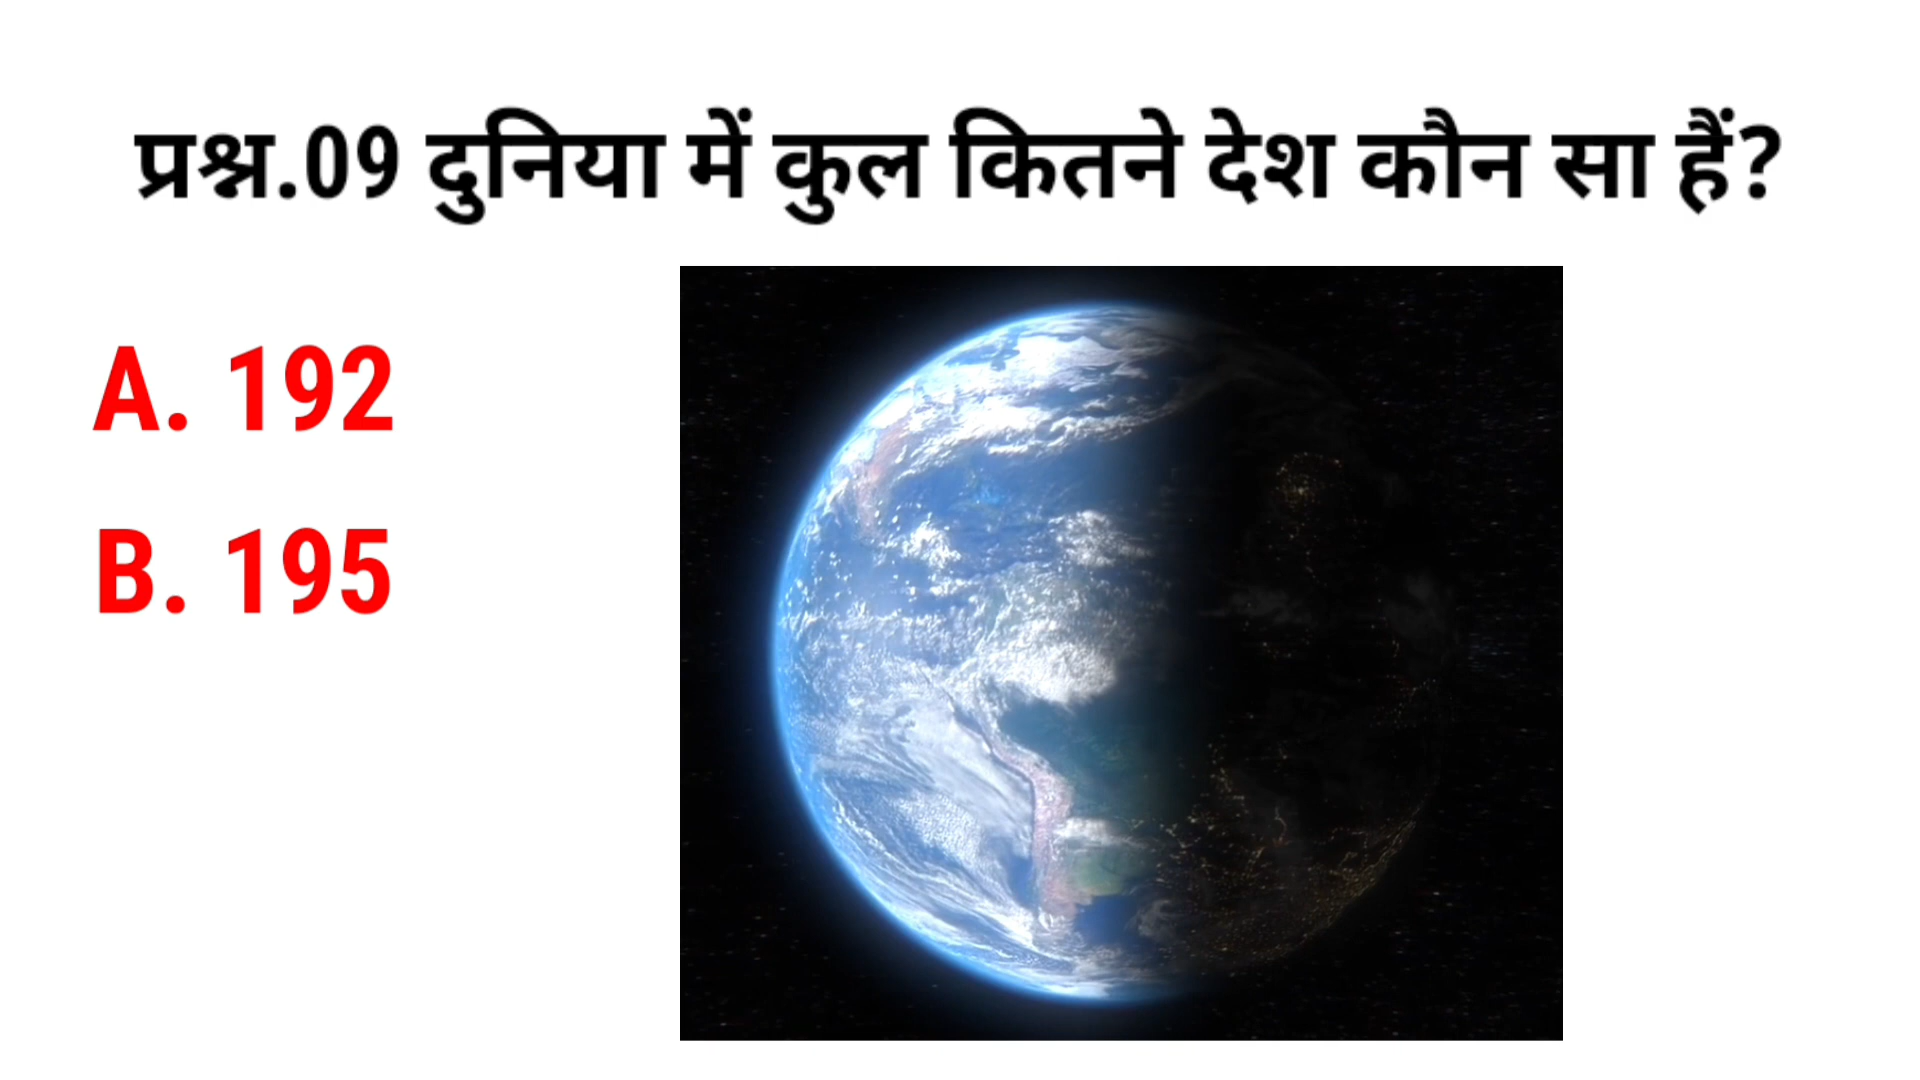 प्रश्न.09 दुनिया में कुल कितने देश कौन सा हैं?
A. 192
B. 195